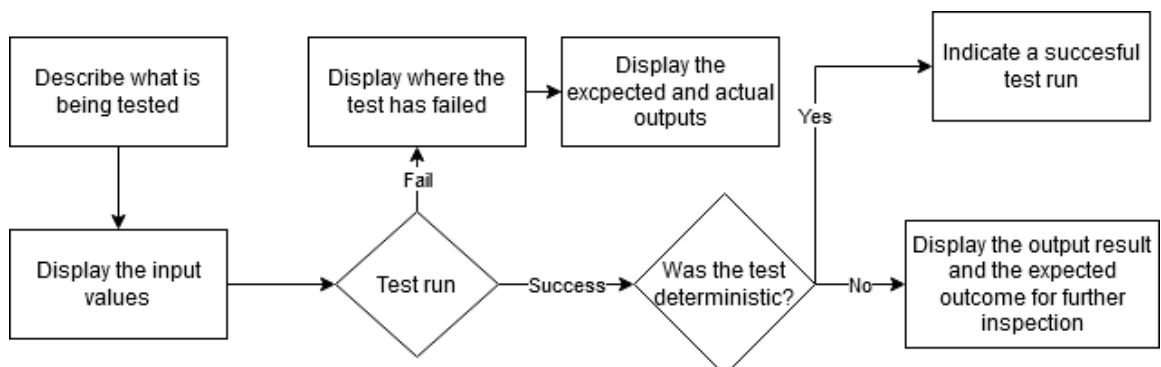 Describe what is
being tested
Display the input
values
Test run
Fail
Display where the
test has failed
Display the
excpected and actual
outputs
Success
Was the test
deterministic?
Yes
Indicate a succesful
test run
No
Display the output result
and the expected
outcome for further
inspection